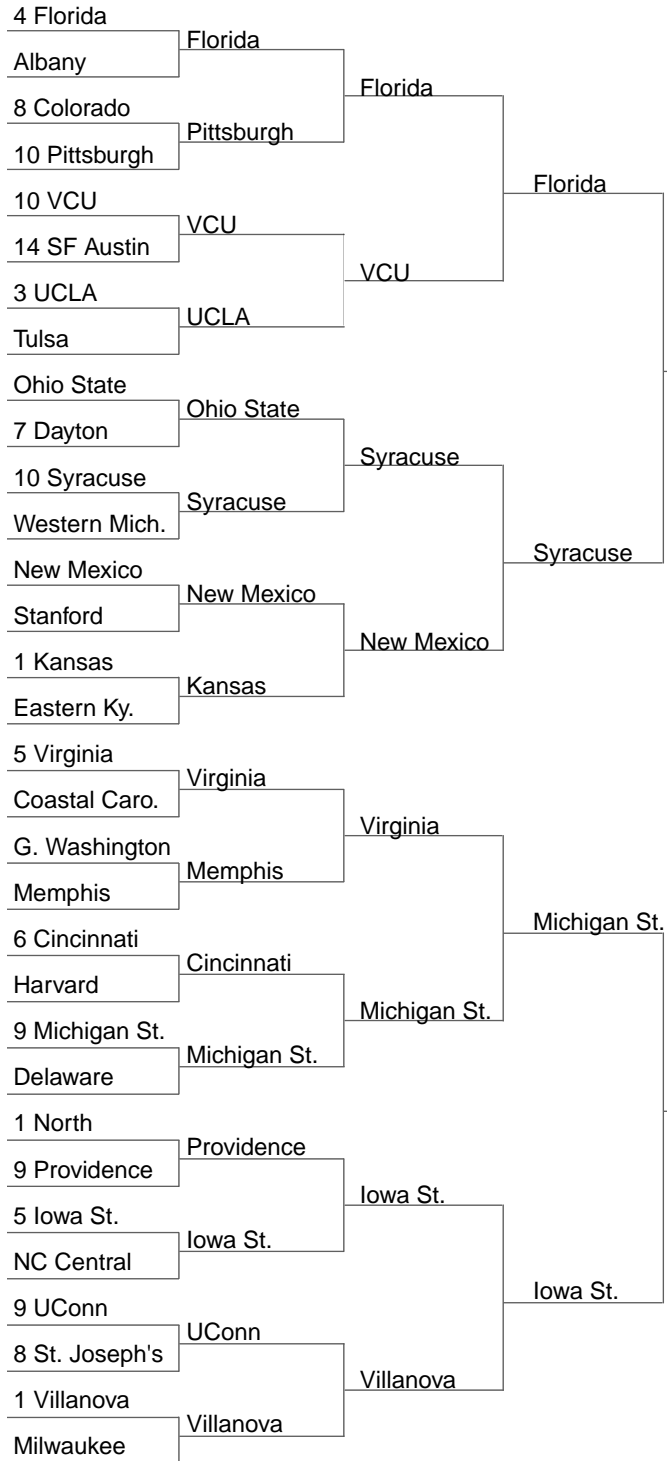 4 Florida
Albany
8 Colorado
10 Pittsburgh
10 VCU
14 SF Austin
3 UCLA
Tulsa
Ohio State
7 Dayton
10 Syracuse
Western Mich.
New Mexico
Stanford
1 Kansas
Eastern Ky.
5 Virginia
Coastal Caro.
G. Washington
Memphis
6 Cincinnati
Harvard
9 Michigan St.
Delaware
1 North
9 Providence
5 Iowa St.
NC Central
9 UConn
8 St. Joseph's
1 Villanova
Milwaukee
Florida
Pittsburgh
VCU
UCLA
Ohio State
Syracuse
New Mexico
Kansas
Virginia
Memphis
Cincinnati
Michigan St.
Providence
Iowa St.
UConn
Villanova
Florida
VCU
Syracuse
New Mexico
Virginia
Michigan St.
Iowa St.
Villanova
Florida
Syracuse
Michigan St.
Iowa St.